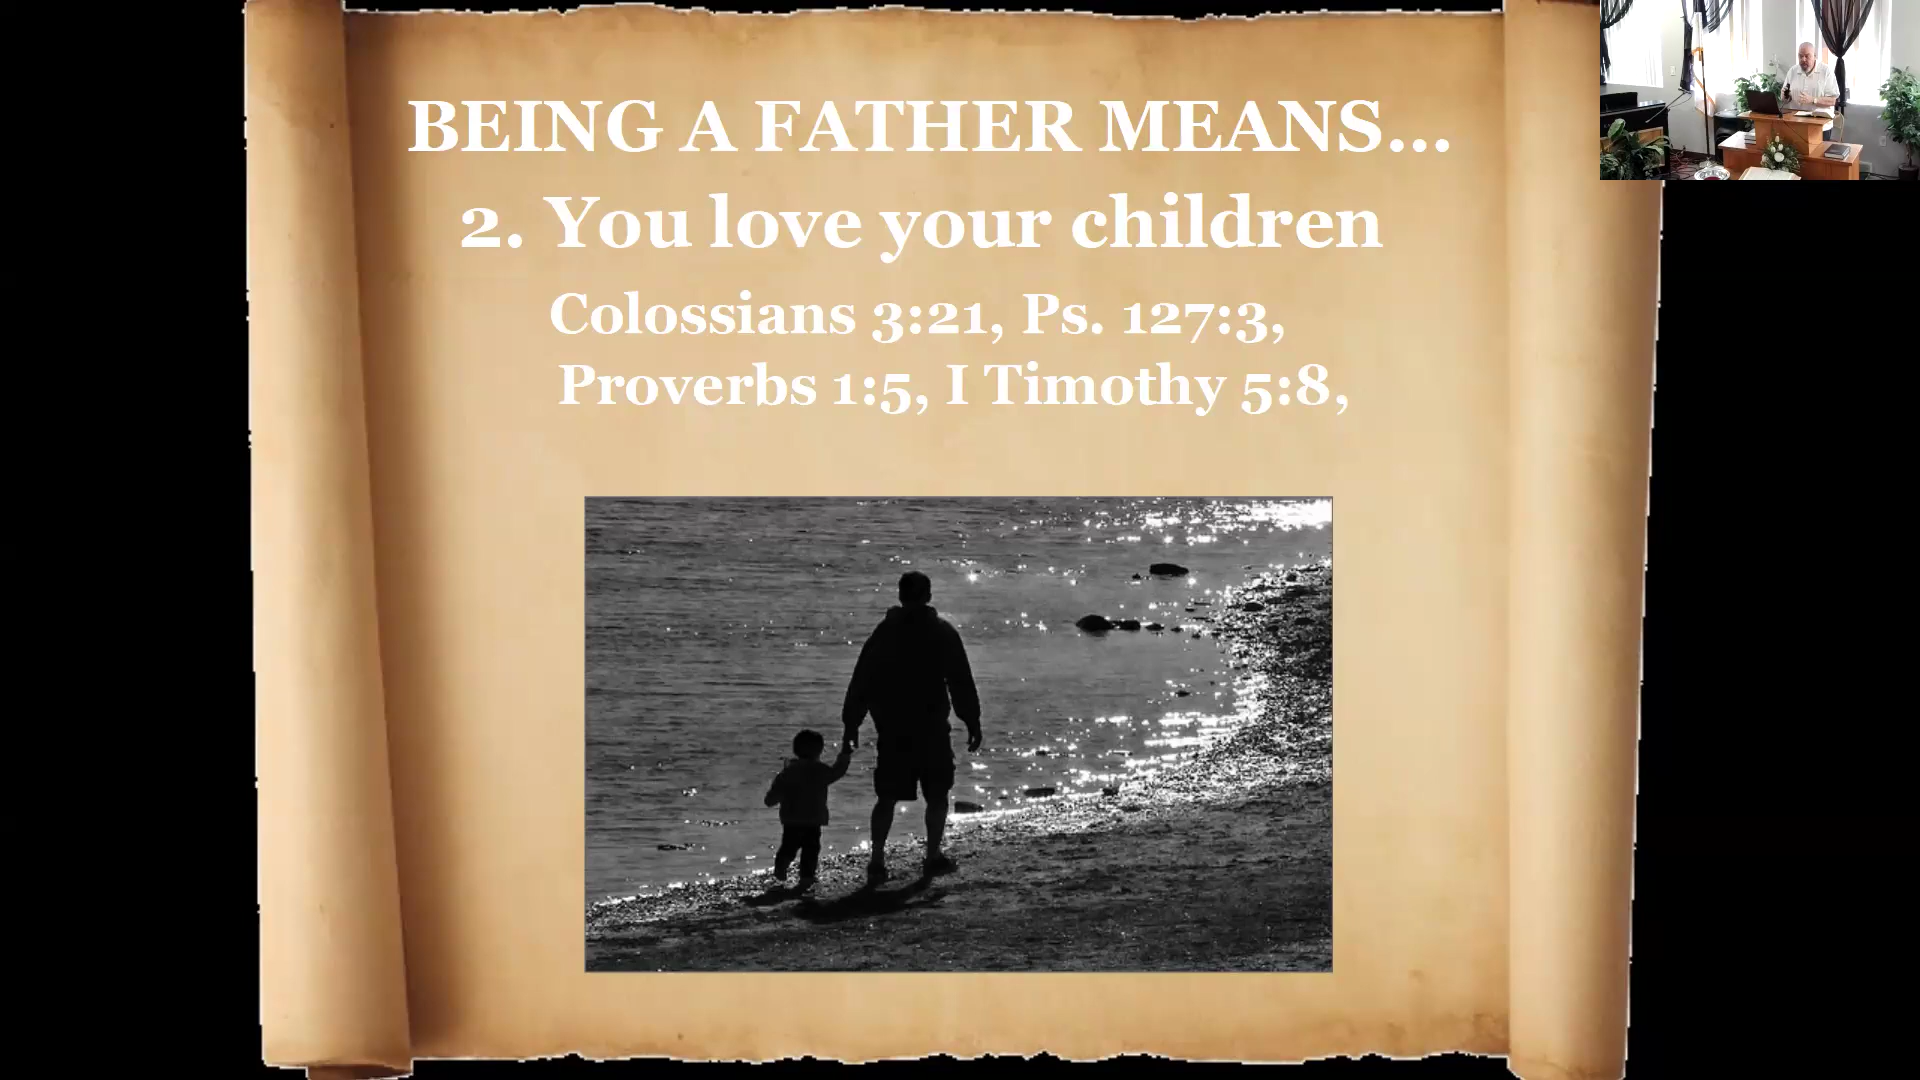 BEING A FATHER MEANS...
2. You love your children
Colossians 3:21, Ps. 127:3,
Proverbs 1:5, I Timothy 5:8,